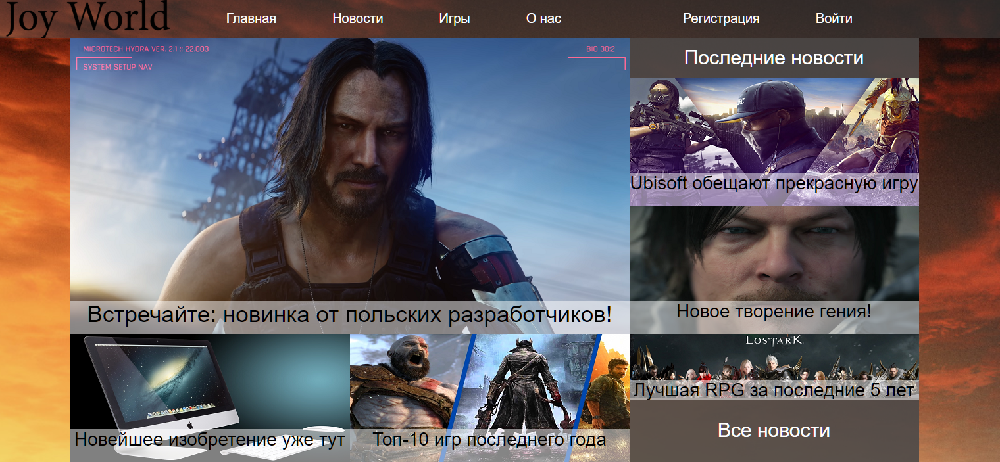 Joy World
Главная
Новости
Игры
О нас
Регистрация
Войти
MICROTECH HYDRA VER. 2.1 :: 22.003
BIO 30:2
SYSTEM SETUP NAV
Последние новости
Ubisoft обещают прекрасную игру
Встречайте: новинка от польских разработчиков!
Новое творение гения!
LOSTARK
Лучшая RPG за последние 5 лет
Новейшее изобретение уже тут
Топ-10 игр последнего года
Все новости